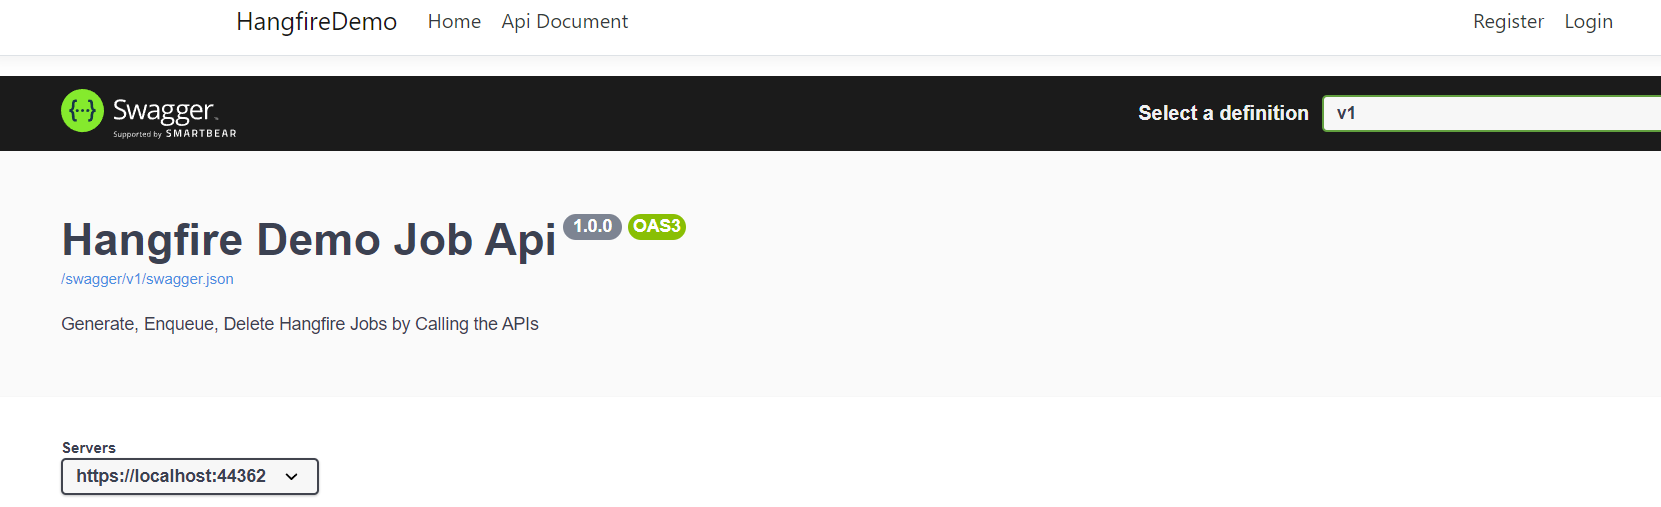 HangfireDemo Home Api Document Register Login
{···} Swagger.
Supported by SMARTBEAR
Select a definition v1
Hangfire Demo Job Api 1.0.0 OAS3
/swagger/v1/swagger.json
Generate, Enqueue, Delete Hangfire Jobs by Calling the APIs
Servers
https://localhost:44362